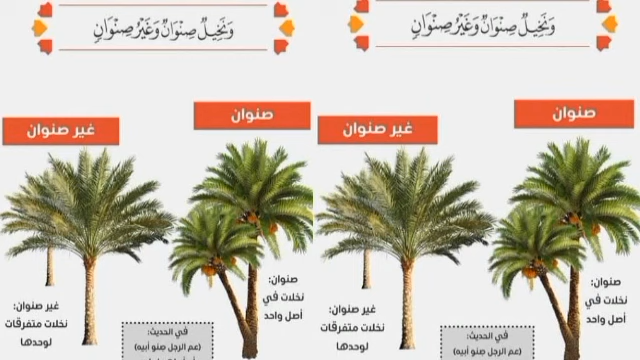 وَنَخِيلٌ صِنْوَانٌ وَغَيْرُ صِنْوَانٍ
صنوان
غير صنوان
صنوان:
نخلات في
أصل واحد
غير صنوان:
نخلات متفرقات
لوحدها
في الحديث:
(عم الرجل صنو أبيه)
وَنَخِيلٌ صِنْوَانٌ وَغَيْرُ صِنْوَانٍ
صنوان
غير صنوان
صنوان:
نخلات في
أصل واحد
غير صنوان:
نخلات متفرقات
لوحدها
في الحديث:
(عم الرجل صنو أبيه)